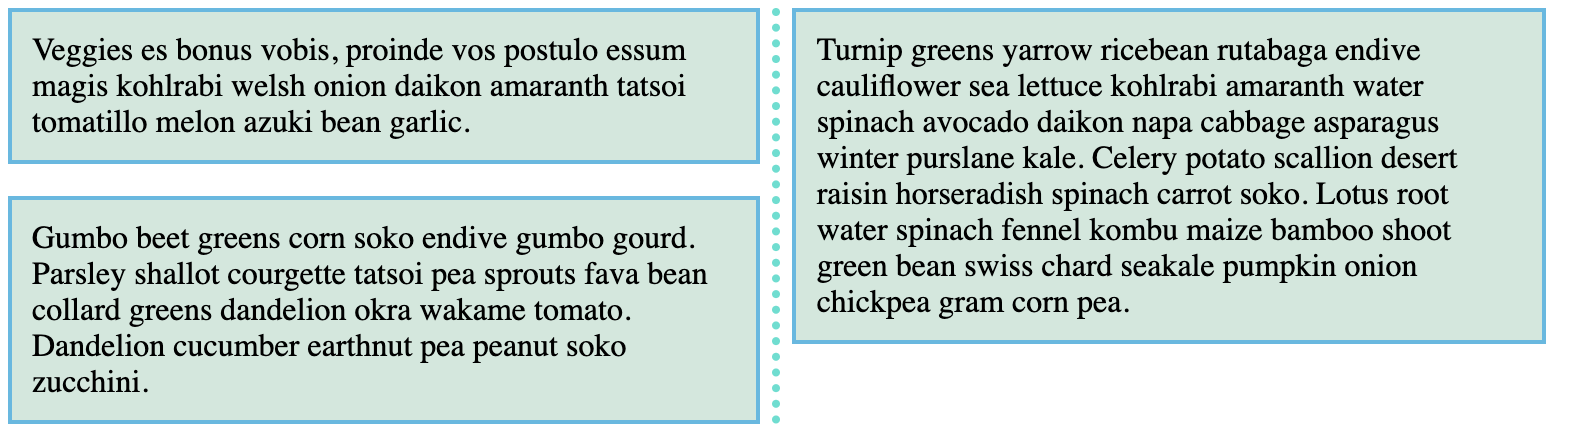 Veggies es bonus vobis, proinde vos postulo essum
magis kohlrabi welsh onion daikon amaranth tatsoi
tomatillo melon azuki bean garlic.
Gumbo beet greens corn soko endive gumbo gourd.
Parsley shallot courgette tatsoi pea sprouts fava bean
collard greens dandelion okra wakame tomato.
Dandelion cucumber earthnut pea peanut soko
zucchini.
Turnip greens yarrow ricebean rutabaga endive
cauliflower sea lettuce kohlrabi amaranth water
spinach avocado daikon napa cabbage asparagus
winter purslane kale. Celery potato scallion desert
raisin horseradish spinach carrot soko. Lotus root
water spinach fennel kombu maize bamboo shoot
green bean swiss chard seakale pumpkin onion
chickpea gram corn pea.